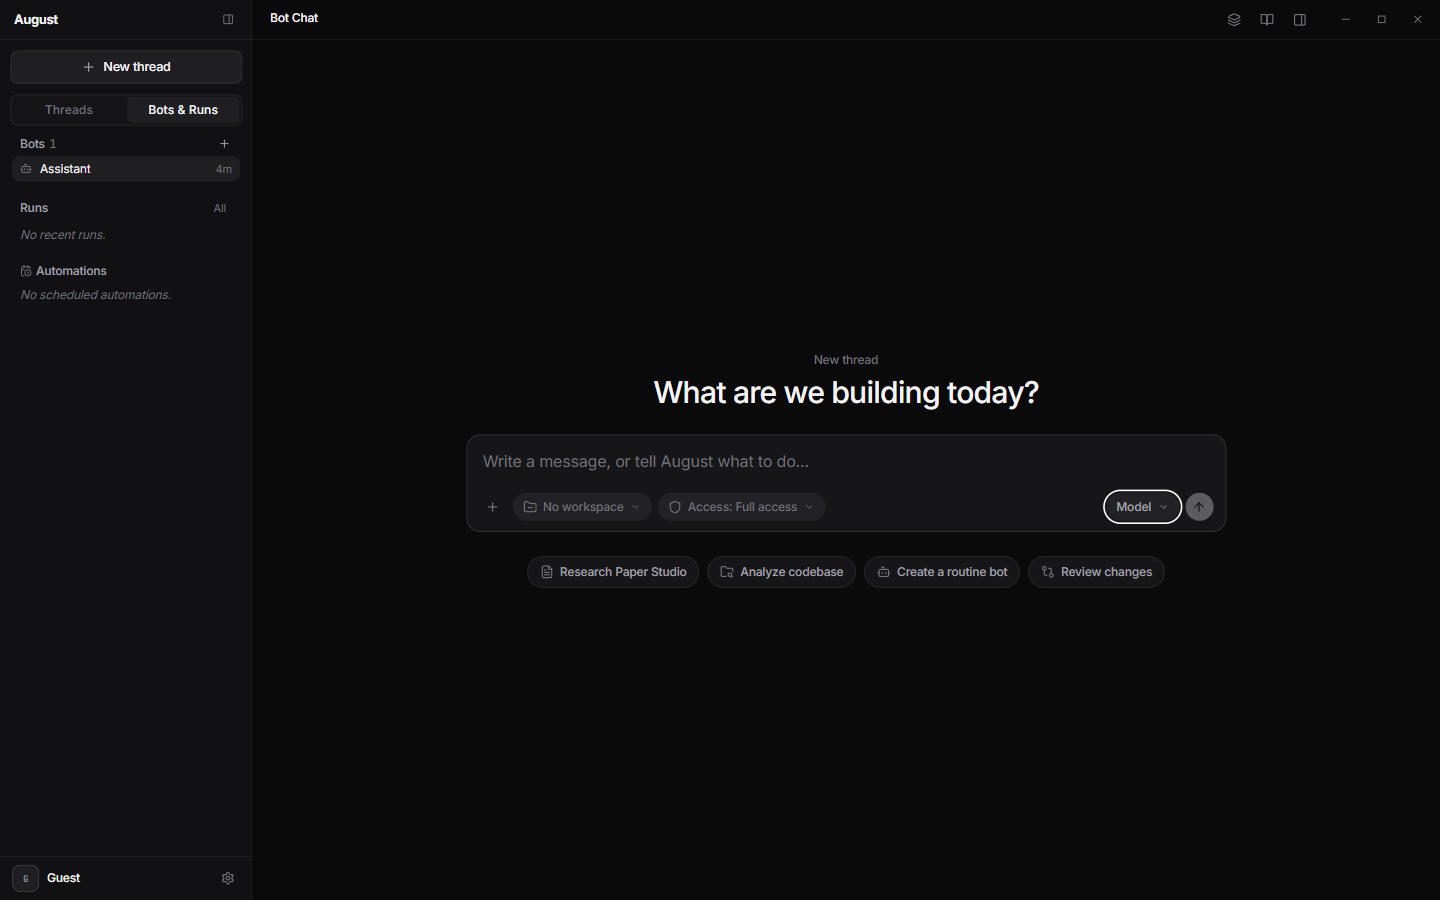 August
Bot Chat
New thread
Threads
Bots & Runs
Bots 1
Assistant
4m
Runs
All
No recent runs.
Automations
No scheduled automations.
New thread
What are we building today?
Write a message, or tell August what to do...
No workspace
Access: Full access
Model
Research Paper Studio
Analyze codebase
Create a routine bot
Review changes
G
Guest